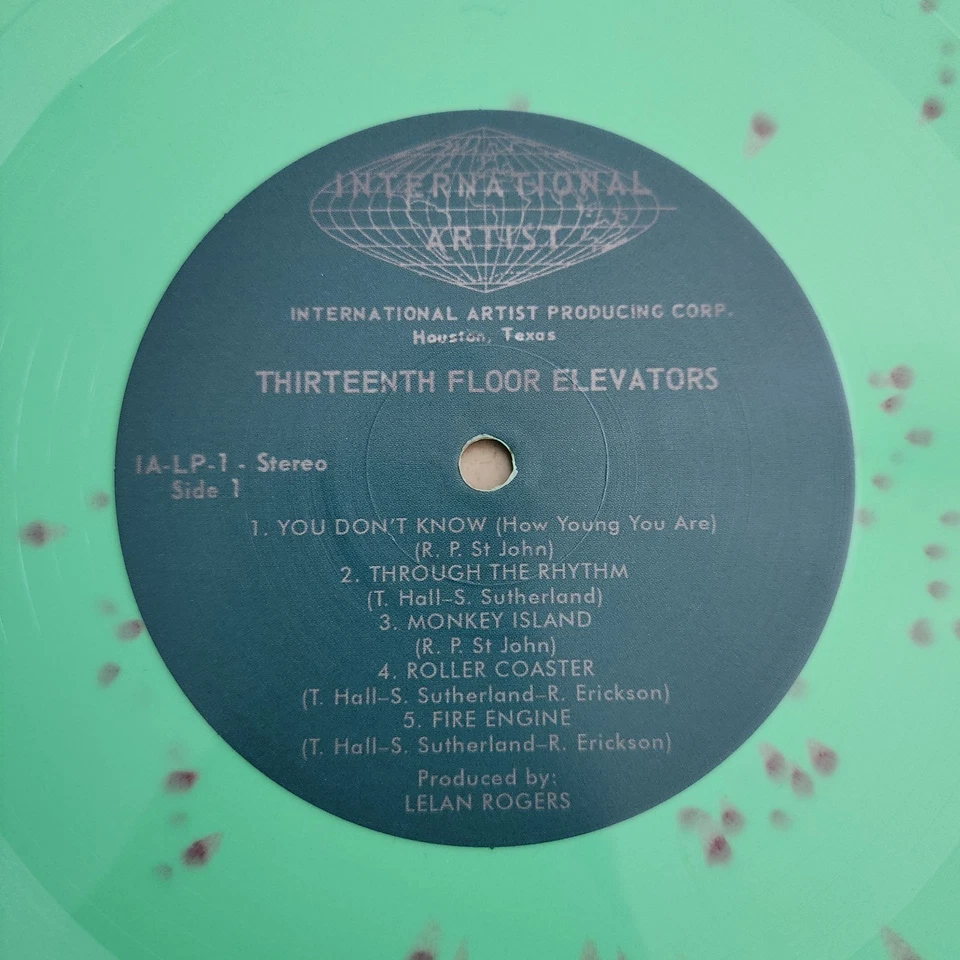 INTERNATIONAL
ARTIST
INTERNATIONAL ARTIST PRODUCING CORP.
Houston, Texas
THIRTEENTH FLOOR ELEVATORS
IA-LP-1 - Stereo
Side 1
1. YOU DON'T KNOW (How Young You Are)
(R. P. St John)
2. THROUGH THE RHYTHM
(T. Hall–S. Sutherland)
3. MONKEY ISLAND
(R. P. St John)
4. ROLLER COASTER
(T. Hall–S. Sutherland–R. Erickson)
5. FIRE ENGINE
(T. Hall–S. Sutherland–R. Erickson)
Produced by:
LELAN ROGERS